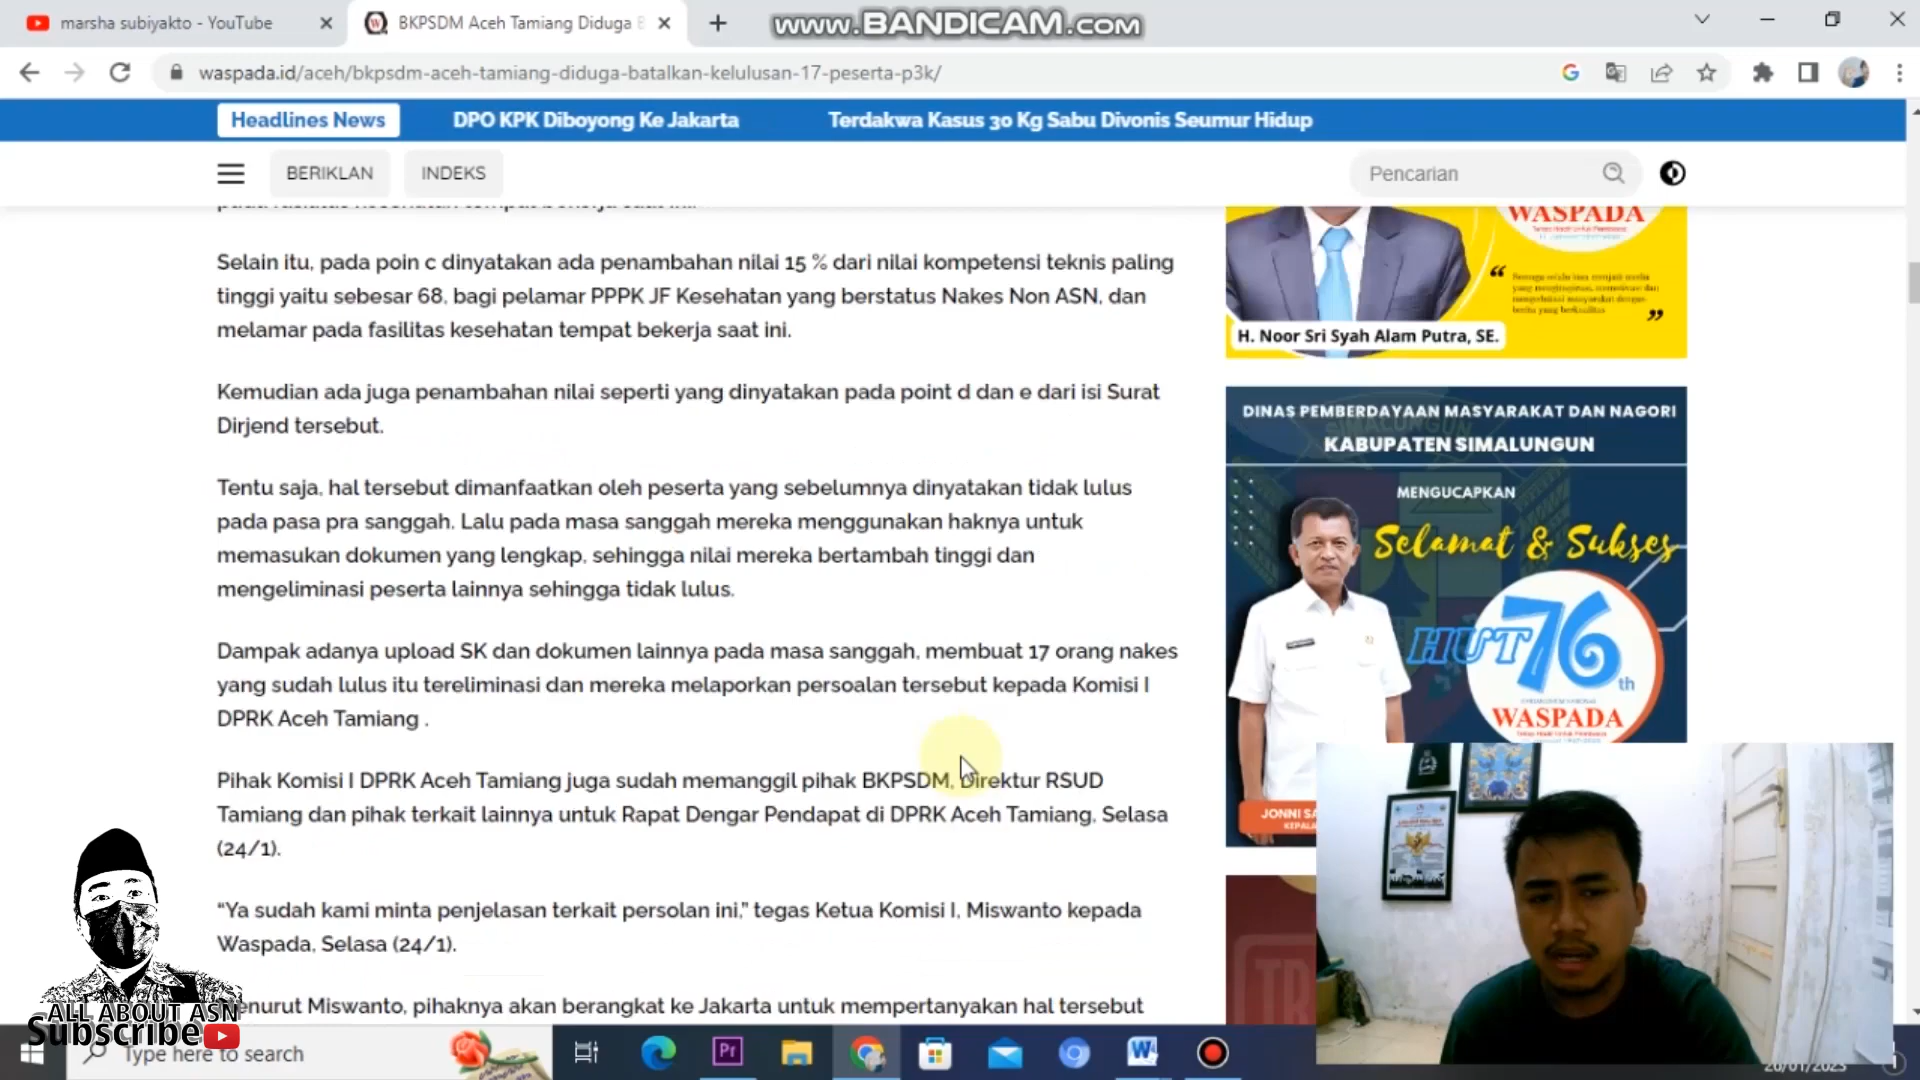 marsha subiyakto - YouTube
BKPSDM Aceh Tamiang Diduga B
www.BANDICAM.com
waspada.id/aceh/bkpsdm-aceh-tamiang-diduga-batalkan-kelulusan-17-peserta-p3k/
Headlines News
DPO KPK Diboyong Ke Jakarta
Terdakwa Kasus 30 Kg Sabu Divonis Seumur Hidup
BERIKLAN
INDEKS
Pencarian
Selain itu, pada poin c dinyatakan ada penambahan nilai 15 % dari nilai kompetensi teknis paling
tinggi yaitu sebesar 68, bagi pelamar PPPK JF Kesehatan yang berstatus Nakes Non ASN, dan
melamar pada fasilitas kesehatan tempat bekerja saat ini.
Kemudian ada juga penambahan nilai seperti yang dinyatakan pada point d dan e dari isi Surat
Dirjend tersebut.
Tentu saja, hal tersebut dimanfaatkan oleh peserta yang sebelumnya dinyatakan tidak lulus
pada pasa pra sanggah. Lalu pada masa sanggah mereka menggunakan haknya untuk
memasukan dokumen yang lengkap, sehingga nilai mereka bertambah tinggi dan
mengeliminasi peserta lainnya sehingga tidak lulus.
Dampak adanya upload SK dan dokumen lainnya pada masa sanggah, membuat 17 orang nakes
yang sudah lulus itu tereliminasi dan mereka melaporkan persoalan tersebut kepada Komisi I
DPRK Aceh Tamiang .
Pihak Komisi I DPRK Aceh Tamiang juga sudah memanggil pihak BKPSDM, Direktur RSUD
Tamiang dan pihak terkait lainnya untuk Rapat Dengar Pendapat di DPRK Aceh Tamiang, Selasa
(24/1).
“Ya sudah kami minta penjelasan terkait persolan ini,” tegas Ketua Komisi I, Miswanto kepada
Waspada, Selasa (24/1).
enurut Miswanto, pihaknya akan berangkat ke Jakarta untuk mempertanyakan hal tersebut
WASPADA
H. Noor Sri Syah Alam Putra, SE.
DINAS PEMBERDAYAAN MASYARAKAT DAN NAGORI
KABUPATEN SIMALUNGUN
MENGUCAPKAN
Selamat & Sukses
HUT 76 th
WASPADA
JONNI SA
KEPALA
ALL ABOUT ASN
Subscribe
Type here to search
Pr
W
26/01/2023